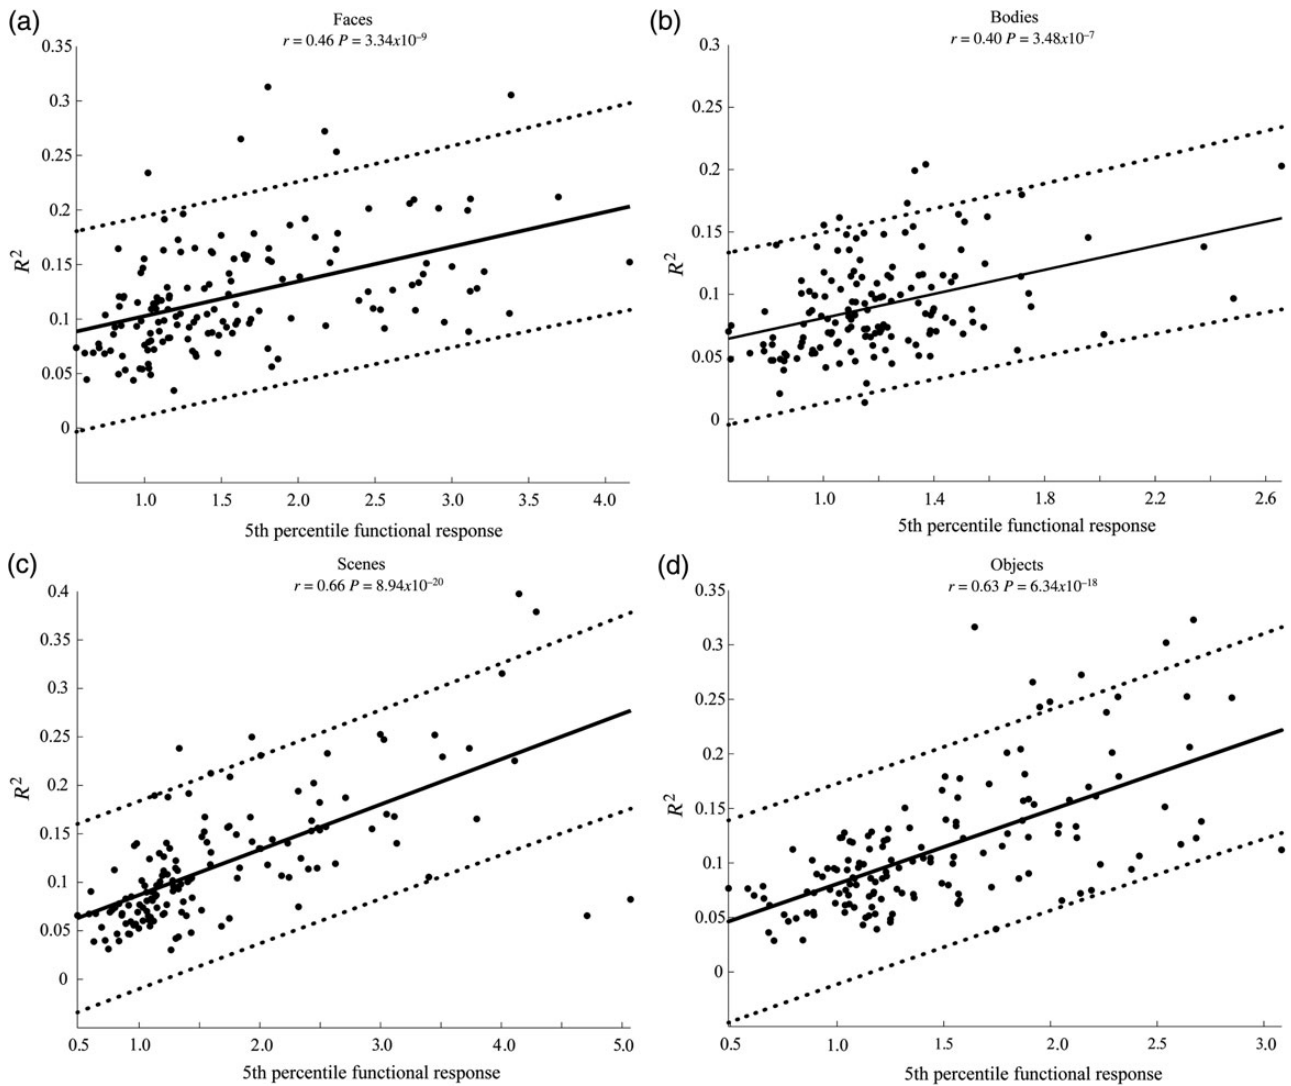 (a)
Faces
r = 0.46 P = 3.34x10⁻⁹
0.35
0.3
0.25
0.2
0.15
0.1
0.05
0
R²
1.0 2.0 3.0 4.0
5th percentile functional response
(b)
Bodies
r = 0.40 P = 3.48x10⁻⁷
0.3
0.25
0.2
0.15
0.1
0.05
0
R²
1.0 1.4 1.8 2.2 2.6
5th percentile functional response
(c)
Scenes
r = 0.66 P = 8.94x10⁻²⁰
0.4
0.35
0.3
0.25
0.2
0.15
0.1
0.05
0
R²
0.5 1.0 2.0 3.0 4.0 5.0
5th percentile functional response
(d)
Objects
r = 0.63 P = 6.34x10⁻¹⁸
0.35
0.3
0.25
0.2
0.15
0.1
0.05
0
R²
0.5 1.0 1.5 2.0 2.5 3.0
5th percentile functional response